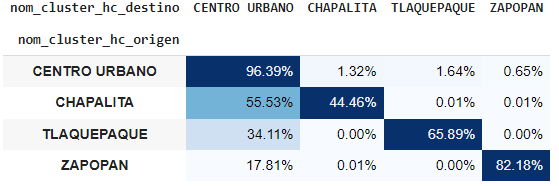 nom_cluster_hc_destino CENTRO URBANO CHAPALITA TLAQUEPAQUE ZAPOPAN
nom_cluster_hc_origen
CENTRO URBANO 96.39% 1.32% 1.64% 0.65%
CHAPALITA 55.53% 44.46% 0.01% 0.01%
TLAQUEPAQUE 34.11% 0.00% 65.89% 0.00%
ZAPOPAN 17.81% 0.01% 0.00% 82.18%